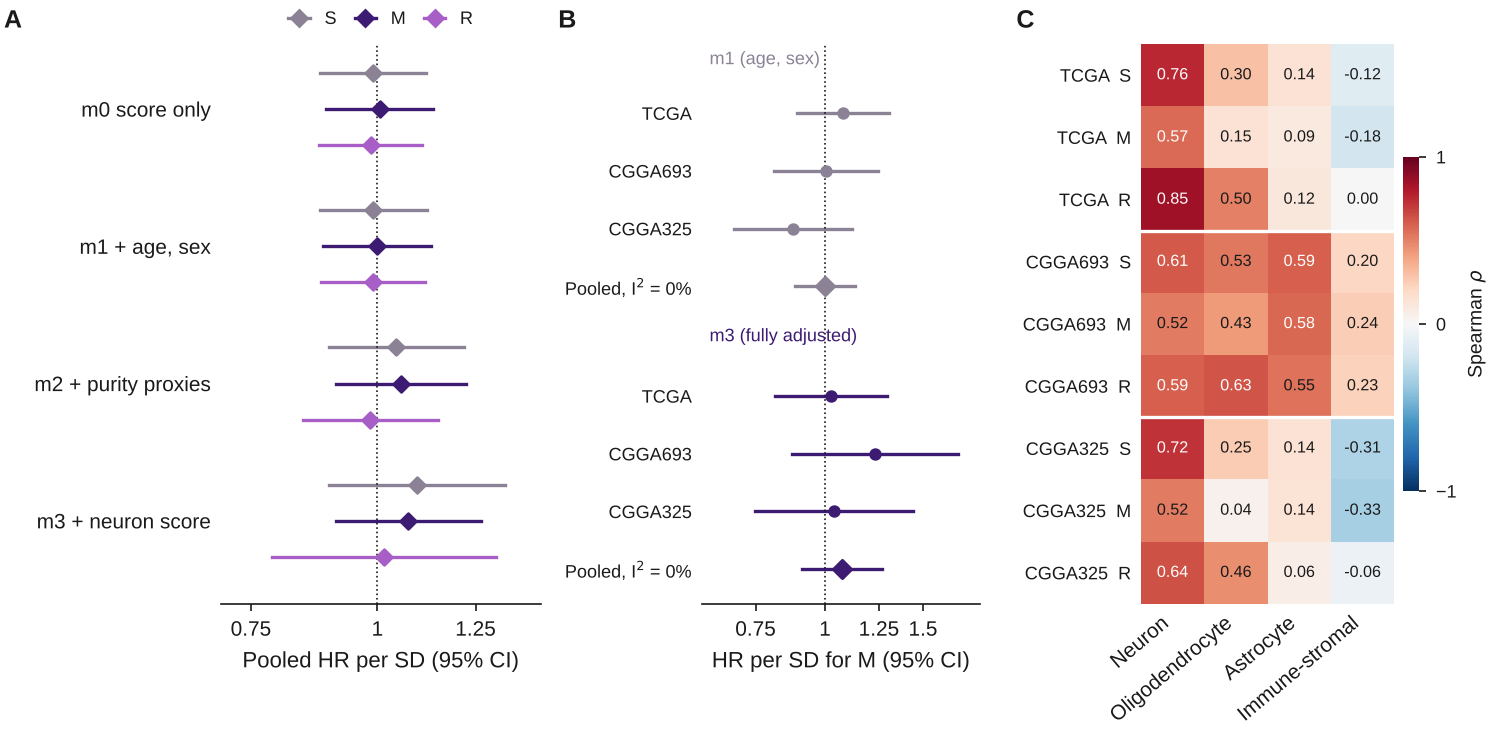 A
S M R
m0 score only
m1 + age, sex
m2 + purity proxies
m3 + neuron score
0.75 1 1.25
Pooled HR per SD (95% CI)
B
m1 (age, sex)
TCGA
CGGA693
CGGA325
Pooled, I² = 0%
m3 (fully adjusted)
TCGA
CGGA693
CGGA325
Pooled, I² = 0%
0.75 1 1.25 1.5
HR per SD for M (95% CI)
C
TCGA S 0.76 0.30 0.14 -0.12
TCGA M 0.57 0.15 0.09 -0.18
TCGA R 0.85 0.50 0.12 0.00
CGGA693 S 0.61 0.53 0.59 0.20
CGGA693 M 0.52 0.43 0.58 0.24
CGGA693 R 0.59 0.63 0.55 0.23
CGGA325 S 0.72 0.25 0.14 -0.31
CGGA325 M 0.52 0.04 0.14 -0.33
CGGA325 R 0.64 0.46 0.06 -0.06
Neuron
Oligodendrocyte
Astrocyte
Immune-stromal
1
0
−1
Spearman ρ